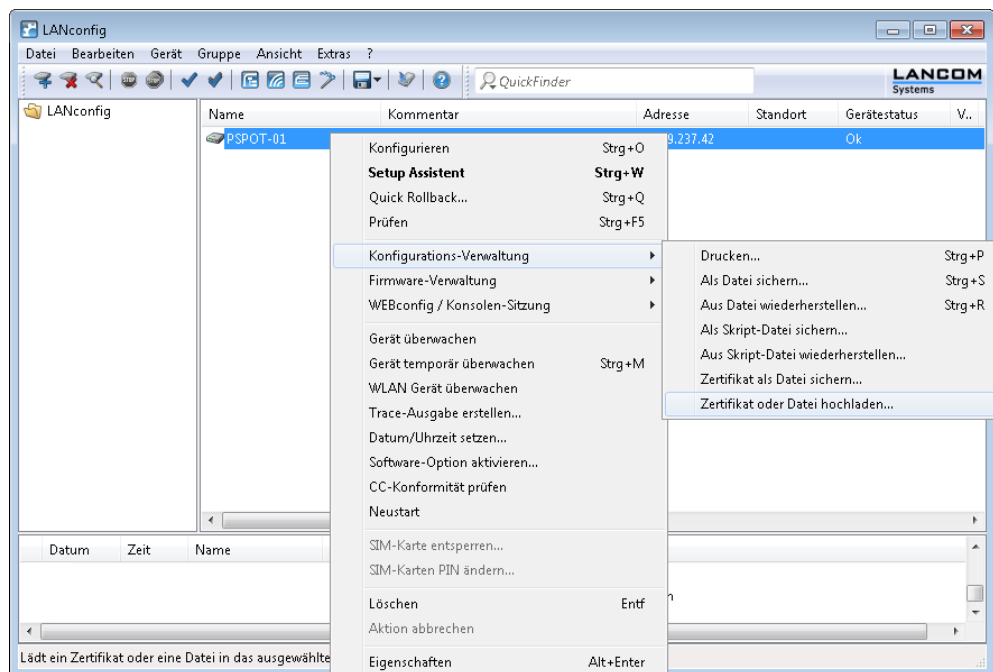 LANconfig
Datei Bearbeiten Gerät Gruppe Ansicht Extras ?
QuickFinder
LANCOM
Systems
LANconfig
Name Kommentar Adresse Standort Gerätestatus V..
PSPOT-01 9.237.42 Ok
Konfigurieren Strg+O
Setup Assistent Strg+W
Quick Rollback... Strg+Q
Prüfen Strg+F5
Konfigurations-Verwaltung
Firmware-Verwaltung
WEBconfig / Konsolen-Sitzung
Gerät überwachen
Gerät temporär überwachen Strg+M
WLAN Gerät überwachen
Trace-Ausgabe erstellen...
Datum/Uhrzeit setzen...
Software-Option aktivieren...
CC-Konformität prüfen
Neustart
SIM-Karte entsperren...
SIM-Karten PIN ändern...
Löschen Entf
Aktion abbrechen
Eigenschaften Alt+Enter
Drucken... Strg+P
Als Datei sichern... Strg+S
Aus Datei wiederherstellen... Strg+R
Als Skript-Datei sichern...
Aus Skript-Datei wiederherstellen...
Zertifikat als Datei sichern...
Zertifikat oder Datei hochladen...
Datum Zeit Name
Lädt ein Zertifikat oder eine Datei in das ausgewählte